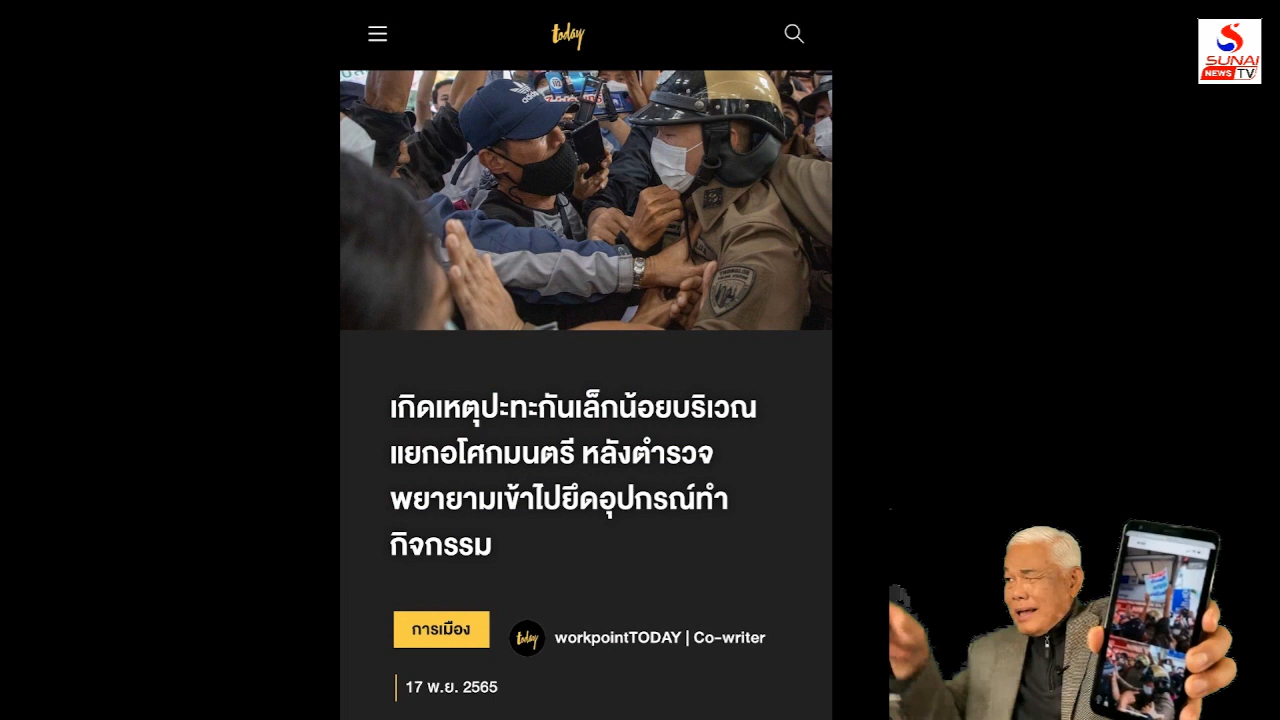 today
SUNAI
NEWS TV
adidas
เกิดเหตุปะทะกันเล็กน้อยบริเวณ
แยกอโศกมนตรี หลังตำรวจ
พยายามเข้าไปยึดอุปกรณ์ทำ
กิจกรรม
การเมือง
today
workpointTODAY | Co-writer
17 พ.ย. 2565